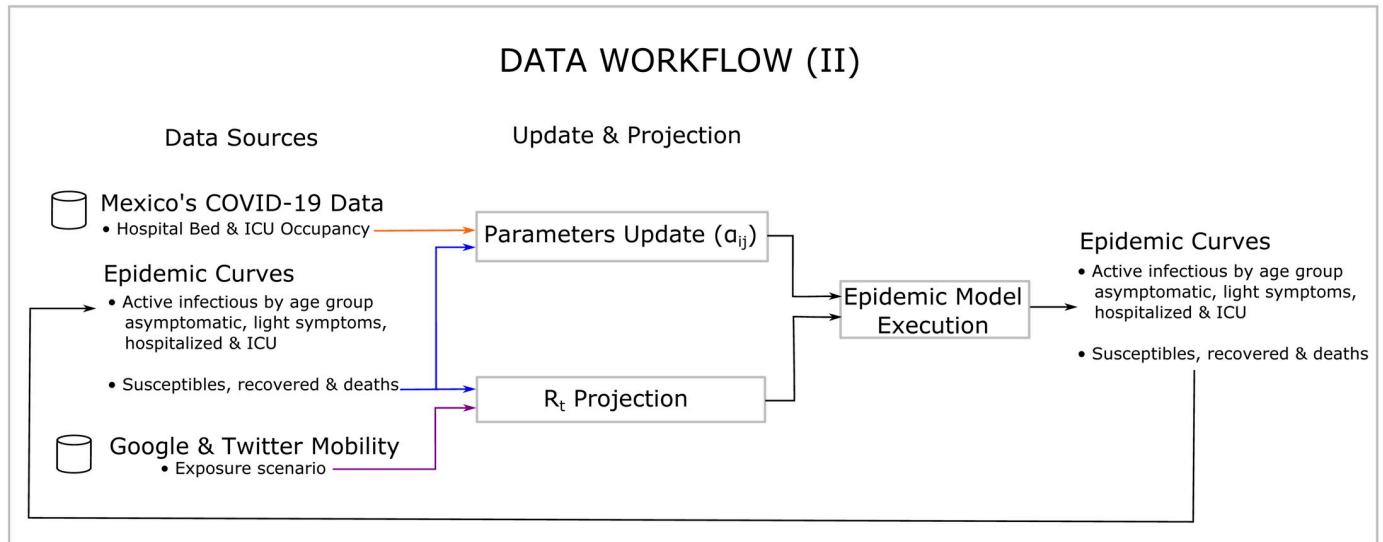 DATA WORKFLOW (II)
Data Sources
Update & Projection
Mexico's COVID-19 Data
• Hospital Bed & ICU Occupancy
Epidemic Curves
• Active infectious by age group
asymptomatic, light symptoms,
hospitalized & ICU
• Susceptibles, recovered & deaths
Google & Twitter Mobility
• Exposure scenario
Parameters Update (αij)
Rt Projection
Epidemic Model
Execution
Epidemic Curves
• Active infectious by age group
asymptomatic, light symptoms,
hospitalized & ICU
• Susceptibles, recovered & deaths